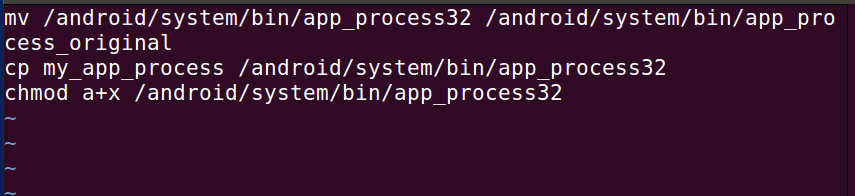 mv /android/system/bin/app_process32 /android/system/bin/app_pro
cess_original
cp my_app_process /android/system/bin/app_process32
chmod a+x /android/system/bin/app_process32
~
~
~
~